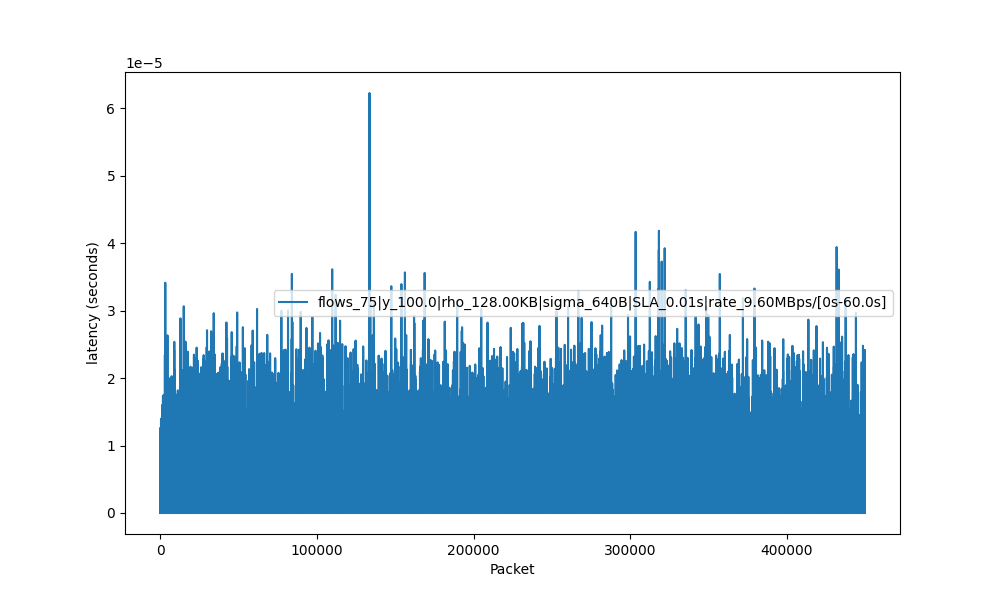 1e−5
6
5
4
3
2
1
0
latency (seconds)
flows_75|y_100.0|rho_128.00KB|sigma_640B|SLA_0.01s|rate_9.60MBps/[0s-60.0s]
0 100000 200000 300000 400000
Packet